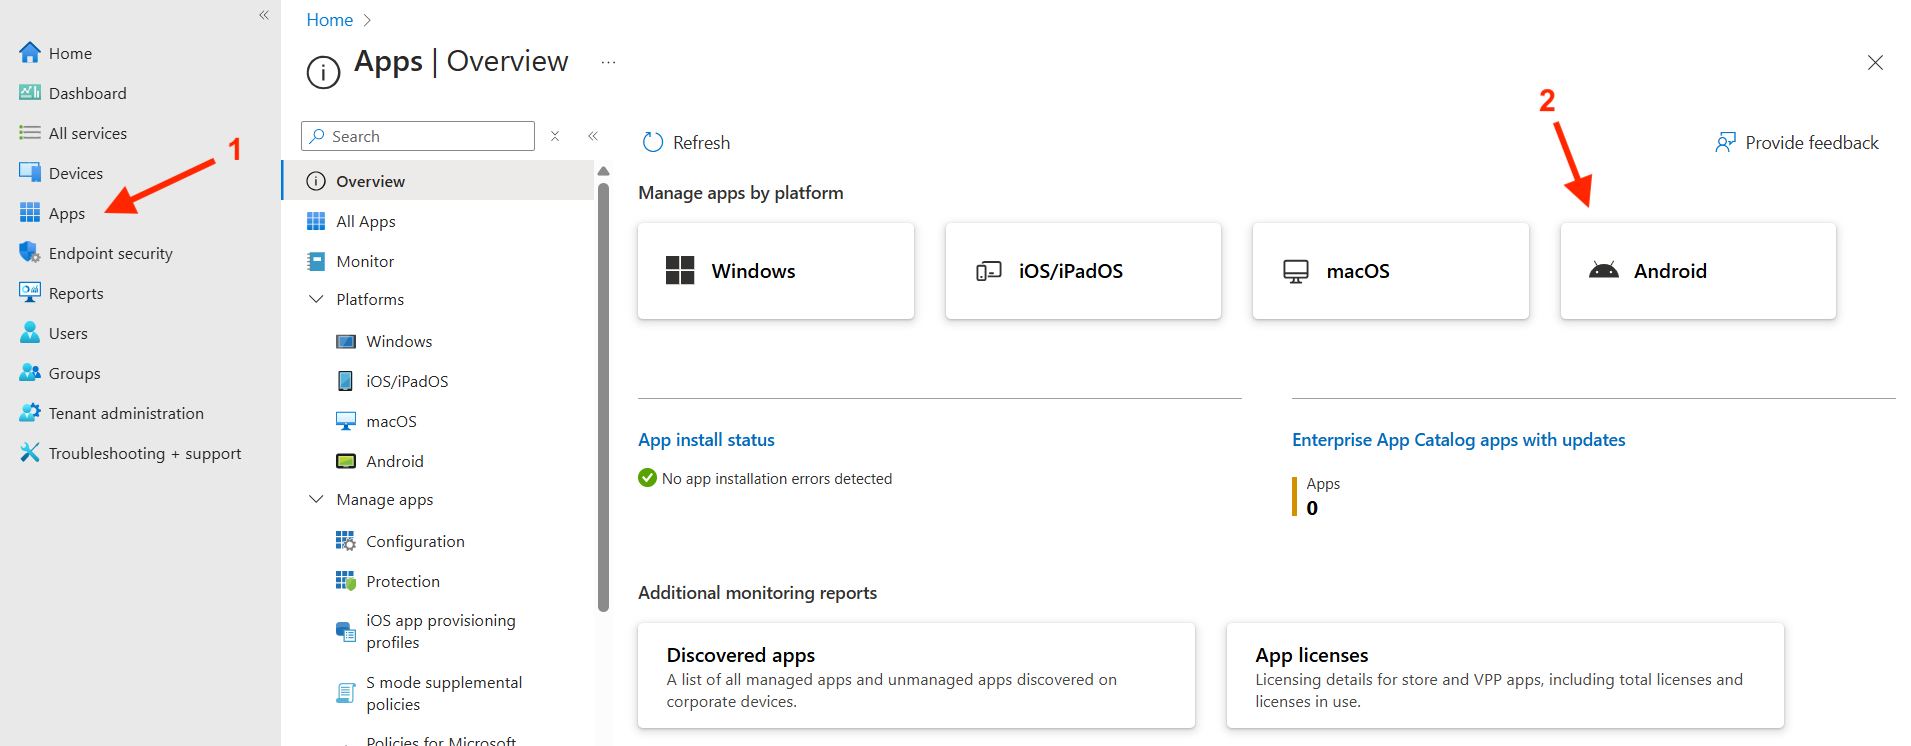 Home
Dashboard
All services
Devices
1
Apps
Endpoint security
Reports
Users
Groups
Tenant administration
Troubleshooting + support
Home
Apps | Overview
Search
Overview
All Apps
Monitor
Platforms
Windows
iOS/iPadOS
macOS
Android
Manage apps
Configuration
Protection
iOS app provisioning
profiles
S mode supplemental
policies
Policies for Microsoft
Refresh
2
Provide feedback
Manage apps by platform
Windows
iOS/iPadOS
macOS
Android
App install status
No app installation errors detected
Enterprise App Catalog apps with updates
Apps
0
Additional monitoring reports
Discovered apps
A list of all managed apps and unmanaged apps discovered on
corporate devices.
App licenses
Licensing details for store and VPP apps, including total licenses and
licenses in use.